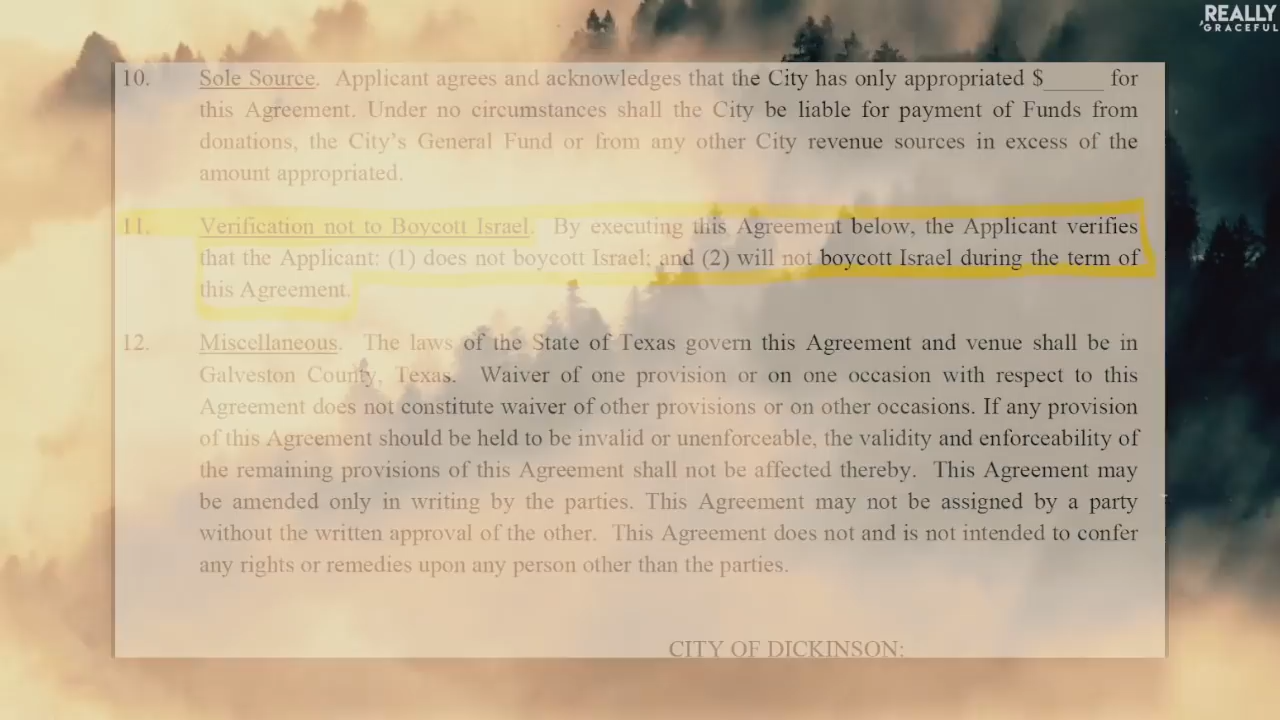 REALLY
GRACEFUL
10. Sole Source. Applicant agrees and acknowledges that the City has only appropriated $_____ for
this Agreement. Under no circumstances shall the City be liable for payment of Funds from
donations, the City's General Fund or from any other City revenue sources in excess of the
amount appropriated.
11. Verification not to Boycott Israel. By executing this Agreement below, the Applicant verifies
that the Applicant: (1) does not boycott Israel; and (2) will not boycott Israel during the term of
this Agreement.
12. Miscellaneous. The laws of the State of Texas govern this Agreement and venue shall be in
Galveston County, Texas. Waiver of one provision or on one occasion with respect to this
Agreement does not constitute waiver of other provisions or on other occasions. If any provision
of this Agreement should be held to be invalid or unenforceable, the validity and enforceability of
the remaining provisions of this Agreement shall not be affected thereby. This Agreement may
be amended only in writing by the parties. This Agreement may not be assigned by a party
without the written approval of the other. This Agreement does not and is not intended to confer
any rights or remedies upon any person other than the parties.
CITY OF DICKINSON: